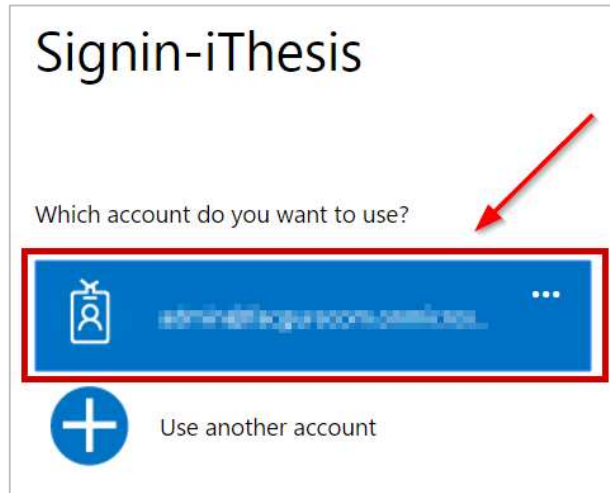 Signin-iThesis
Which account do you want to use?
Use another account